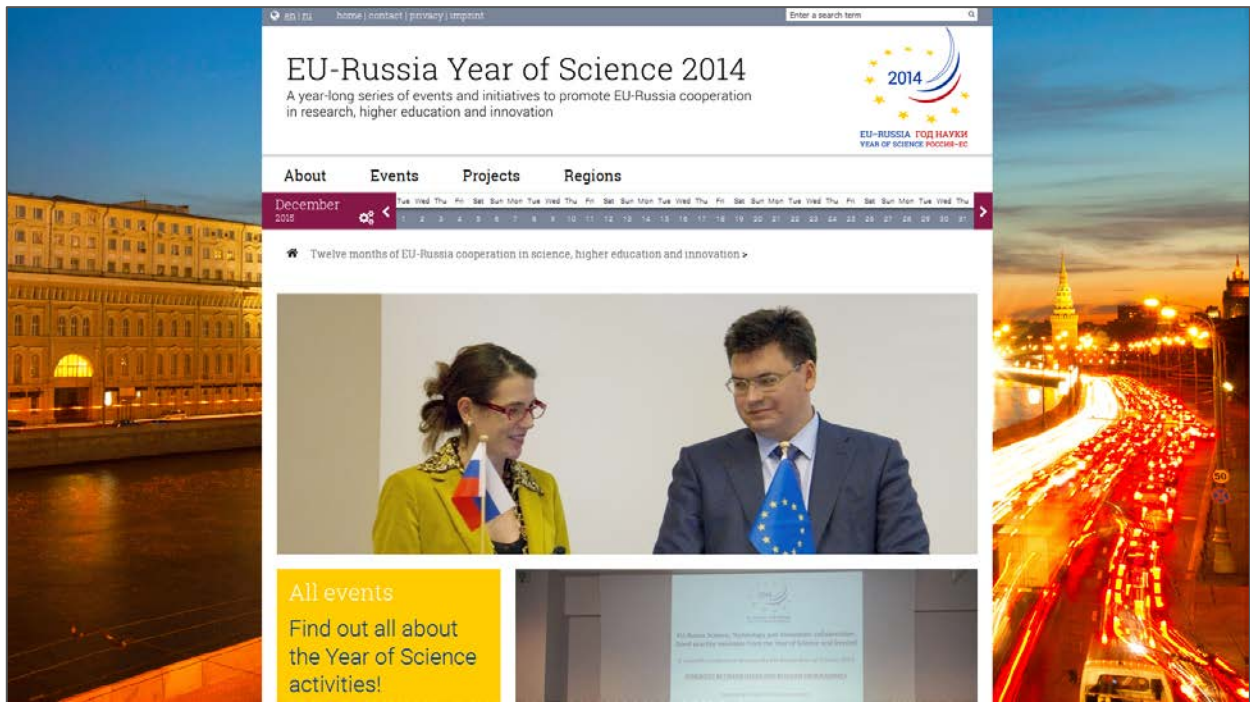 en | ru home | contact | privacy | imprint
Enter a search term
EU-Russia Year of Science 2014
A year-long series of events and initiatives to promote EU-Russia cooperation
in research, higher education and innovation
2014
EU-RUSSIA ГОД НАУКИ
YEAR OF SCIENCE РОССИЯ-ЕС
About Events Projects Regions
December
2015
Tue Wed Thu Fri Sat Sun Mon Tue Wed Thu Fri Sat Sun Mon Tue Wed Thu Fri Sat Sun Mon Tue Wed Thu Fri Sat Sun Mon Tue Wed Thu
1 2 3 4 5 6 7 8 9 10 11 12 13 14 15 16 17 18 19 20 21 22 23 24 25 26 27 28 29 30 31
Twelve months of EU-Russia cooperation in science, higher education and innovation >
50
All events
Find out all about
the Year of Science
activities!
2014